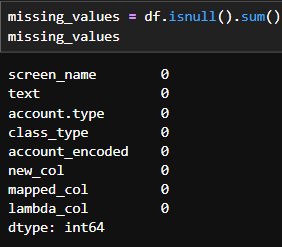 missing_values = df.isnull().sum()
missing_values
screen_name 0
text 0
account.type 0
class_type 0
account_encoded 0
new_col 0
mapped_col 0
lambda_col 0
dtype: int64